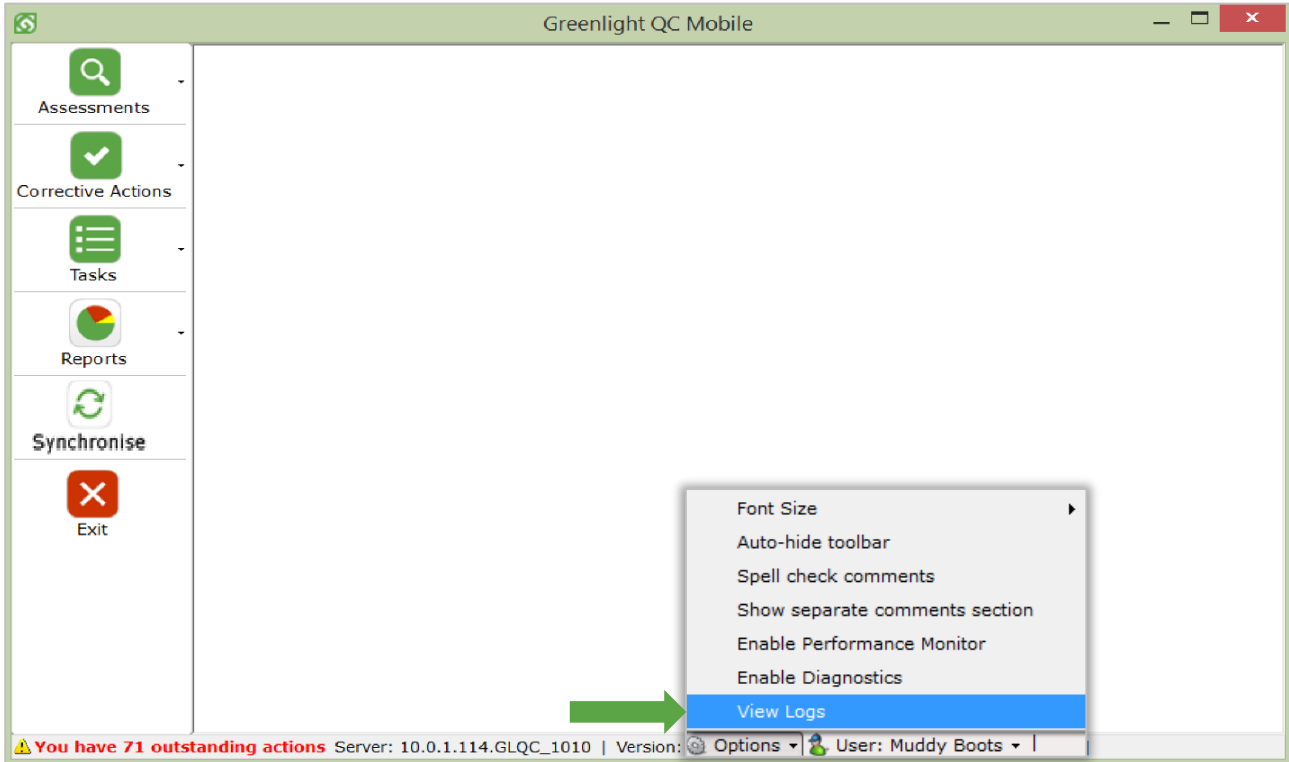 Greenlight QC Mobile
Assessments
Corrective Actions
Tasks
Reports
Synchronise
Exit
Font Size
Auto-hide toolbar
Spell check comments
Show separate comments section
Enable Performance Monitor
Enable Diagnostics
View Logs
You have 71 outstanding actions Server: 10.0.1.114.GLQC_1010 | Version: Options User: Muddy Boots |